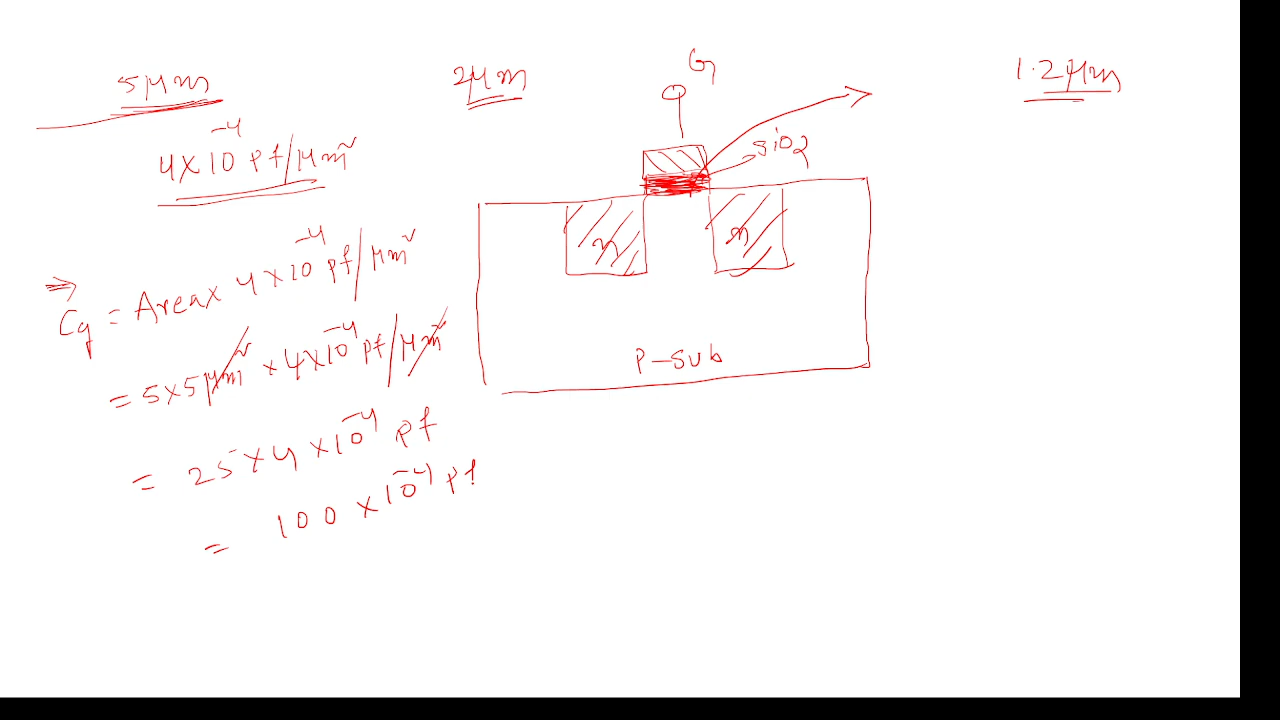 5μm
4×10⁻⁴ pf/μm²
⇒ Cg = Area × 4×10⁻⁴ pf/μm²
= 5×5μm² × 4×10⁻⁴ pf/μm²
= 25×4×10⁻⁴ pf
= 100×10⁻⁴ pf
2μm
G
SiO2
n
n
P-Sub
1.2μm